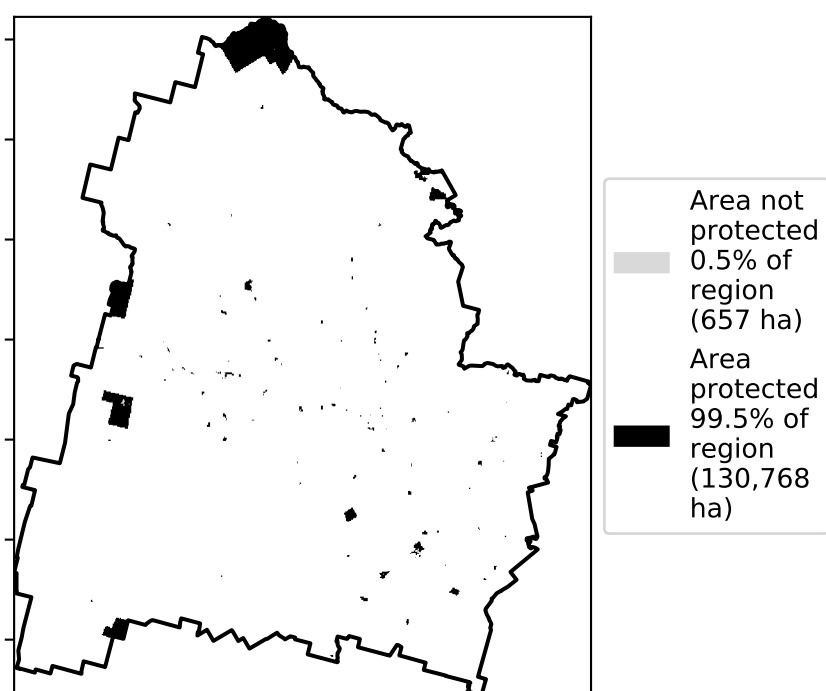 Area not
protected
0.5% of
region
(657 ha)
Area
protected
99.5% of
region
(130,768
ha)